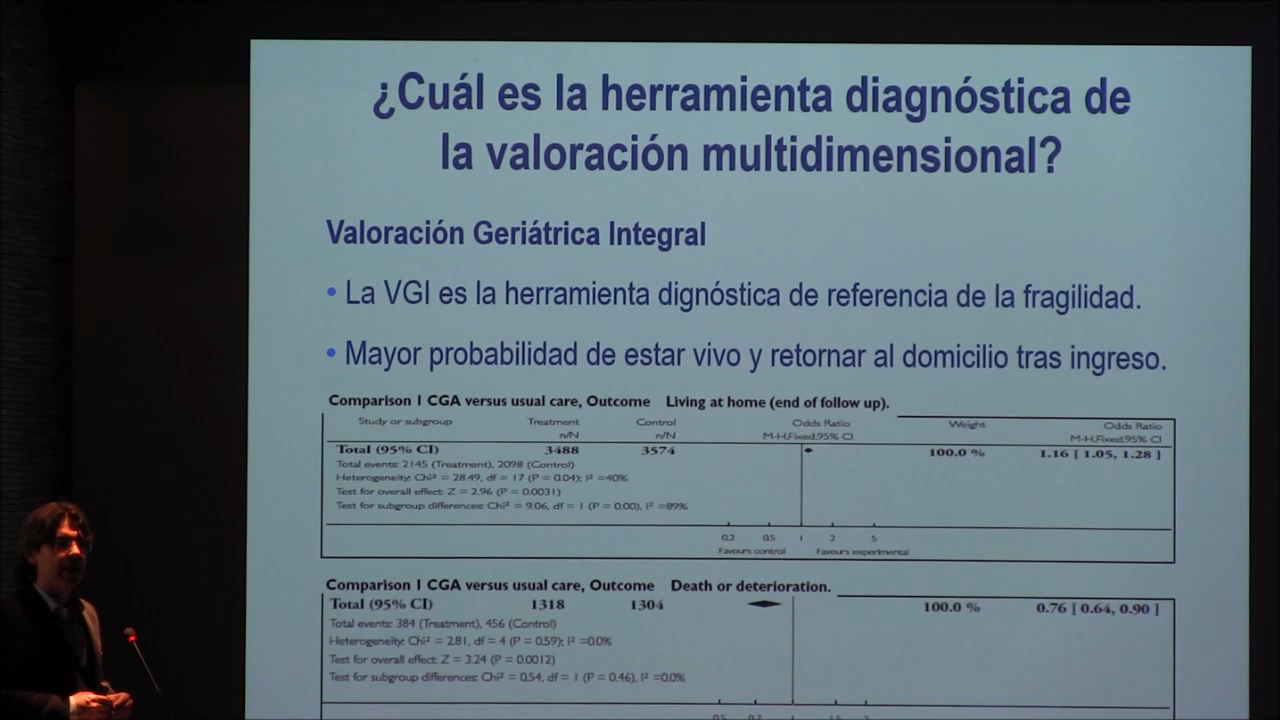 ¿Cuál es la herramienta diagnóstica de
la valoración multidimensional?
Valoración Geriátrica Integral
• La VGI es la herramienta dignóstica de referencia de la fragilidad.
• Mayor probabilidad de estar vivo y retornar al domicilio tras ingreso.
Comparison 1 CGA versus usual care, Outcome Living at home (end of follow up).
Study or subgroup Treatment Control Odds Ratio Weight Odds Ratio
n/N n/N M-H,Fixed,95% CI M-H,Fixed,95% CI
Total (95% CI) 3488 3574 100.0 % 1.16 [ 1.05, 1.28 ]
Total events: 2145 (Treatment), 2098 (Control)
Heterogeneity: Chi² = 28.49, df = 17 (P = 0.04); I² =40%
Test for overall effect: Z = 2.96 (P = 0.0031)
Test for subgroup differences: Chi² = 9.06, df = 1 (P = 0.00), I² =89%
0.2 0.5 1 2 5
Favours control Favours experimental
Comparison 1 CGA versus usual care, Outcome Death or deterioration.
Total (95% CI) 1318 1304 100.0 % 0.76 [ 0.64, 0.90 ]
Total events: 384 (Treatment), 456 (Control)
Heterogeneity: Chi² = 2.81, df = 4 (P = 0.59); I² =0.0%
Test for overall effect: Z = 3.24 (P = 0.0012)
Test for subgroup differences: Chi² = 0.54, df = 1 (P = 0.46), I² =0.0%
0.5 0.7 1 1.5